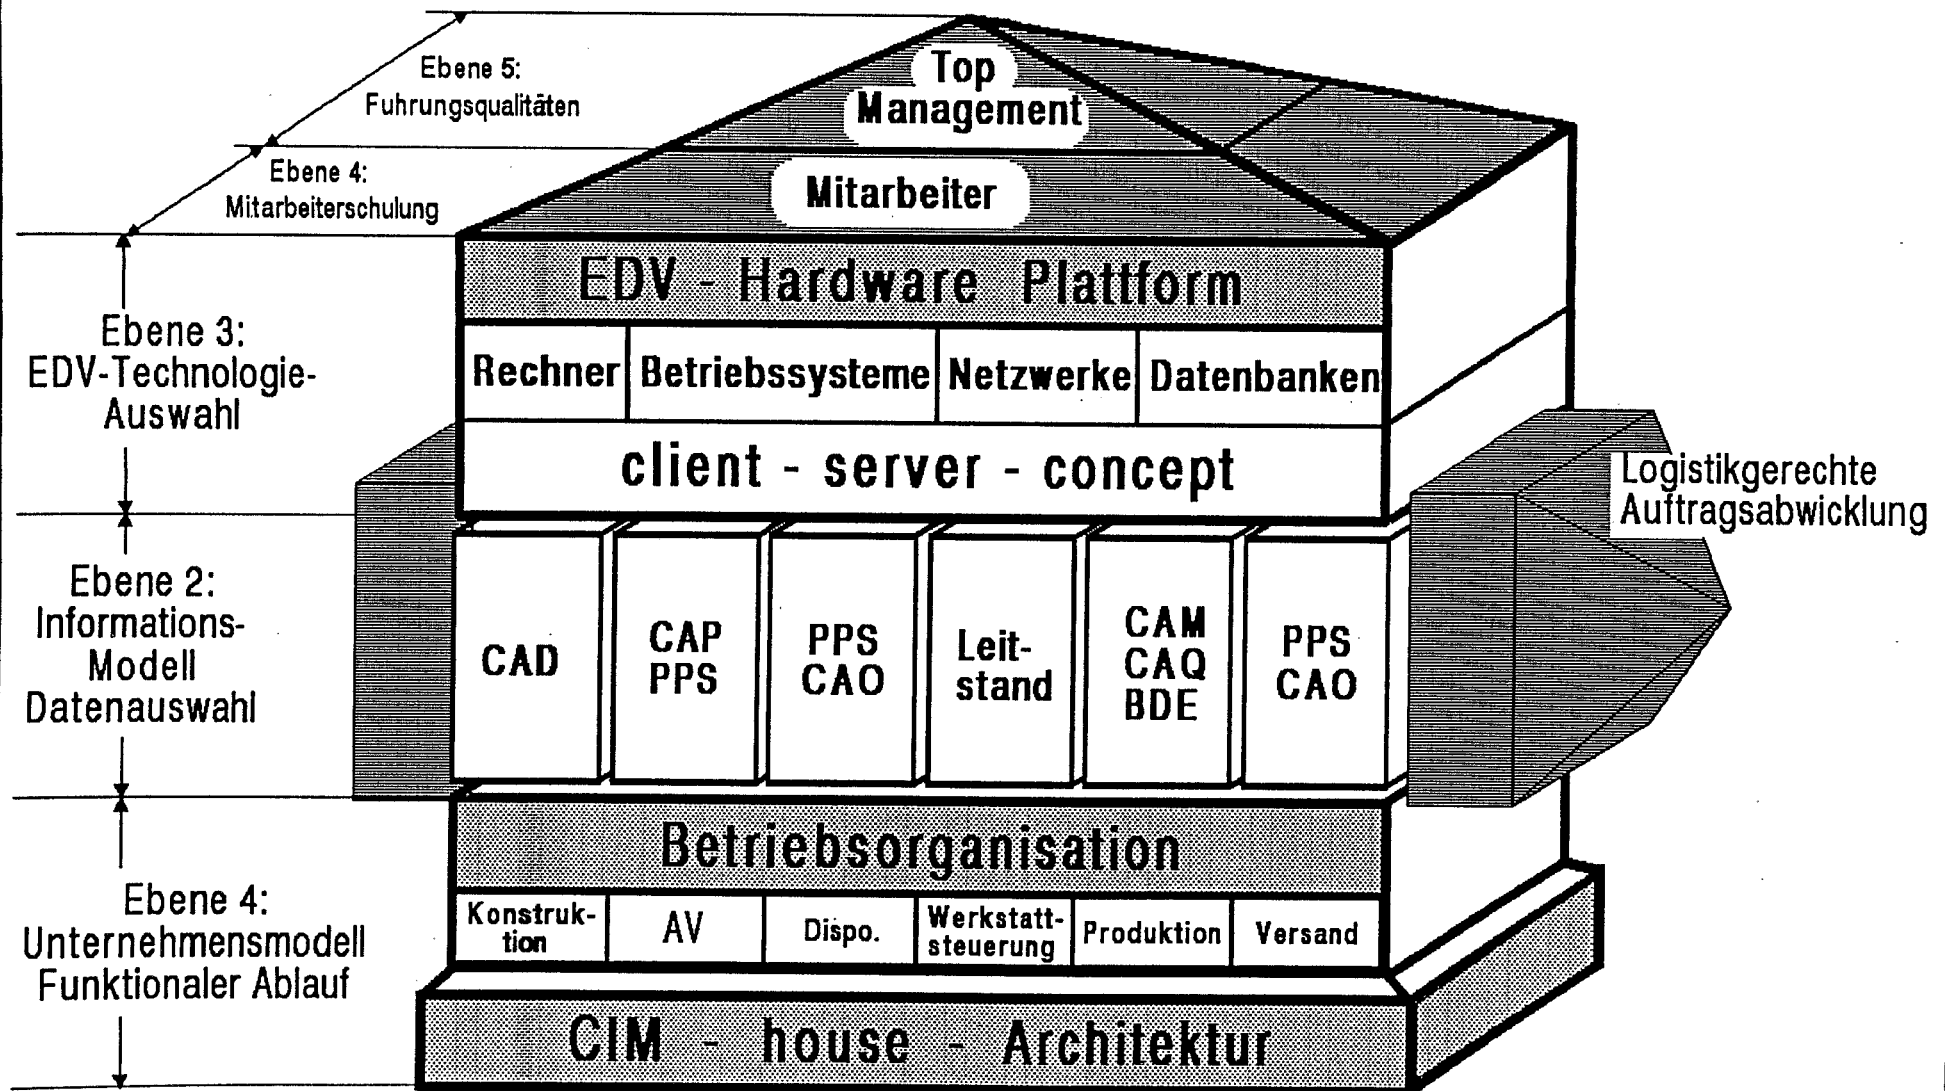 Ebene 5:
Fuhrungsqualitäten
Top
Management
Ebene 4:
Mitarbeiterschulung
Mitarbeiter
EDV - Hardware Plattform
Ebene 3:
EDV-Technologie-
Auswahl
Rechner
Betriebssysteme
Netzwerke
Datenbanken
client - server - concept
Logistikgerechte
Auftragsabwicklung
Ebene 2:
Informations-
Modell
Datenauswahl
CAD
CAP
PPS
PPS
CAO
Leit-
stand
CAM
CAQ
BDE
PPS
CAO
Betriebsorganisation
Ebene 4:
Unternehmensmodell
Funktionaler Ablauf
Konstruk-
tion
AV
Dispo.
Werkstatt-
steuerung
Produktion
Versand
CIM - house - Architektur